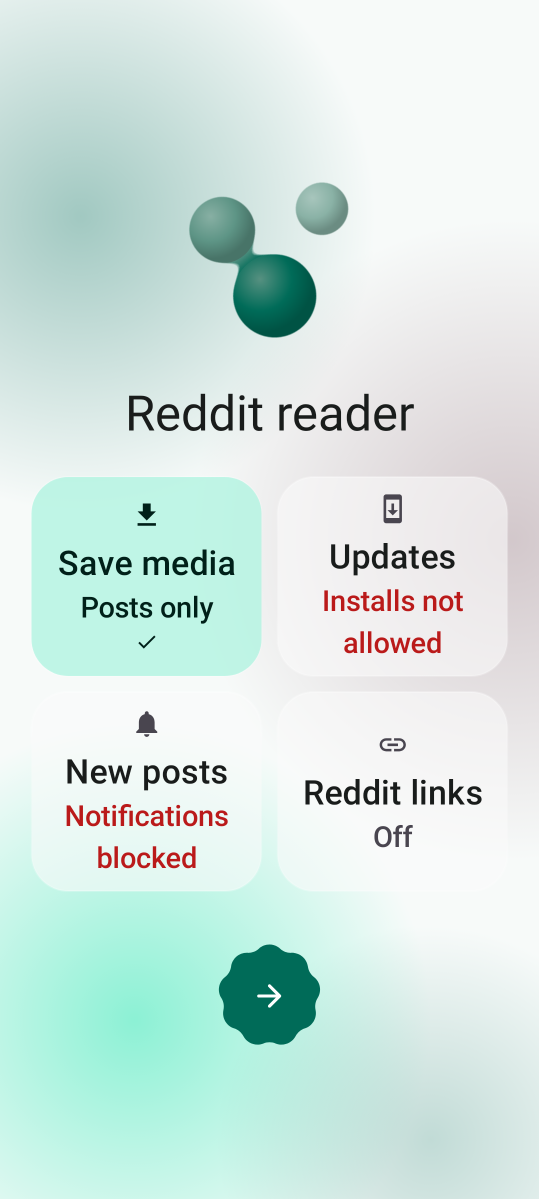 Reddit reader
Save media
Posts only
Updates
Installs not
allowed
New posts
Notifications
blocked
Reddit links
Off